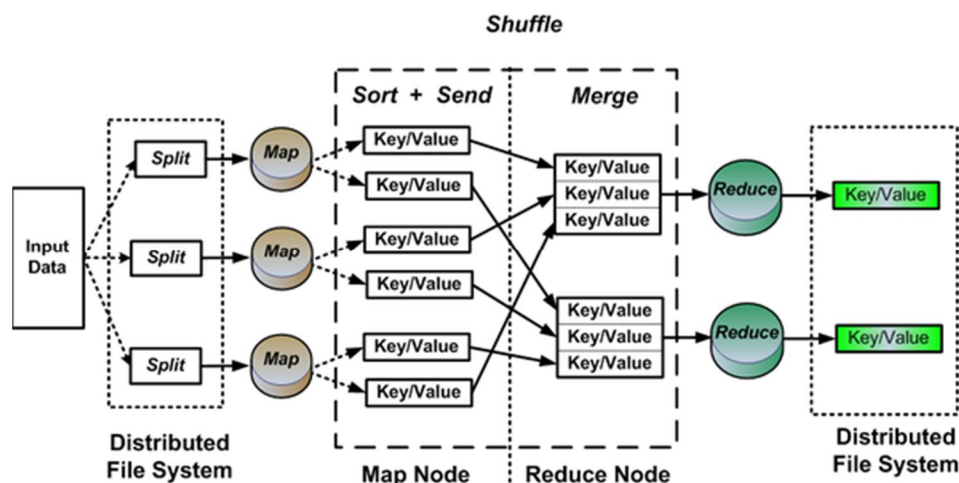 Shuffle
Sort + Send
Merge
Input
Data
Split
Split
Split
Map
Map
Map
Key/Value
Key/Value
Key/Value
Key/Value
Key/Value
Key/Value
Key/Value
Key/Value
Key/Value
Key/Value
Key/Value
Key/Value
Reduce
Reduce
Key/Value
Key/Value
Distributed
File System
Map Node
Reduce Node
Distributed
File System